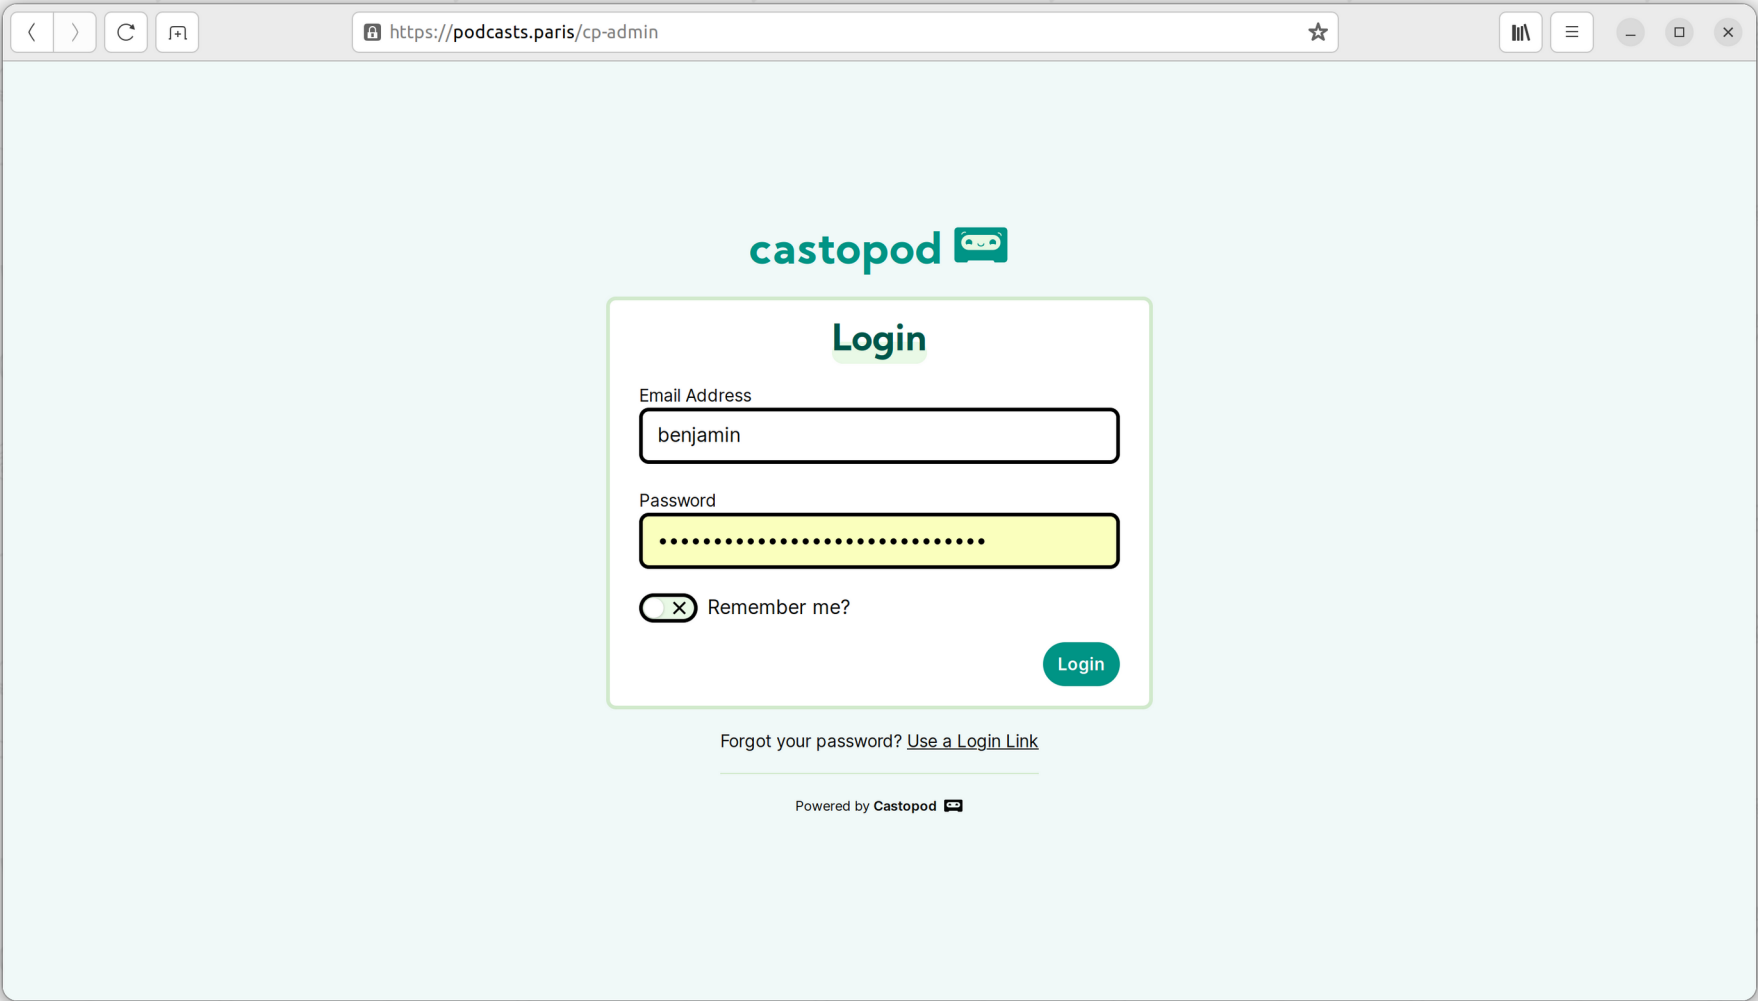 https://podcasts.paris/cp-admin
castopod
Login
Email Address
benjamin
Password
••••••••••••••••••••••••••••••
Remember me?
Login
Forgot your password? Use a Login Link
Powered by Castopod